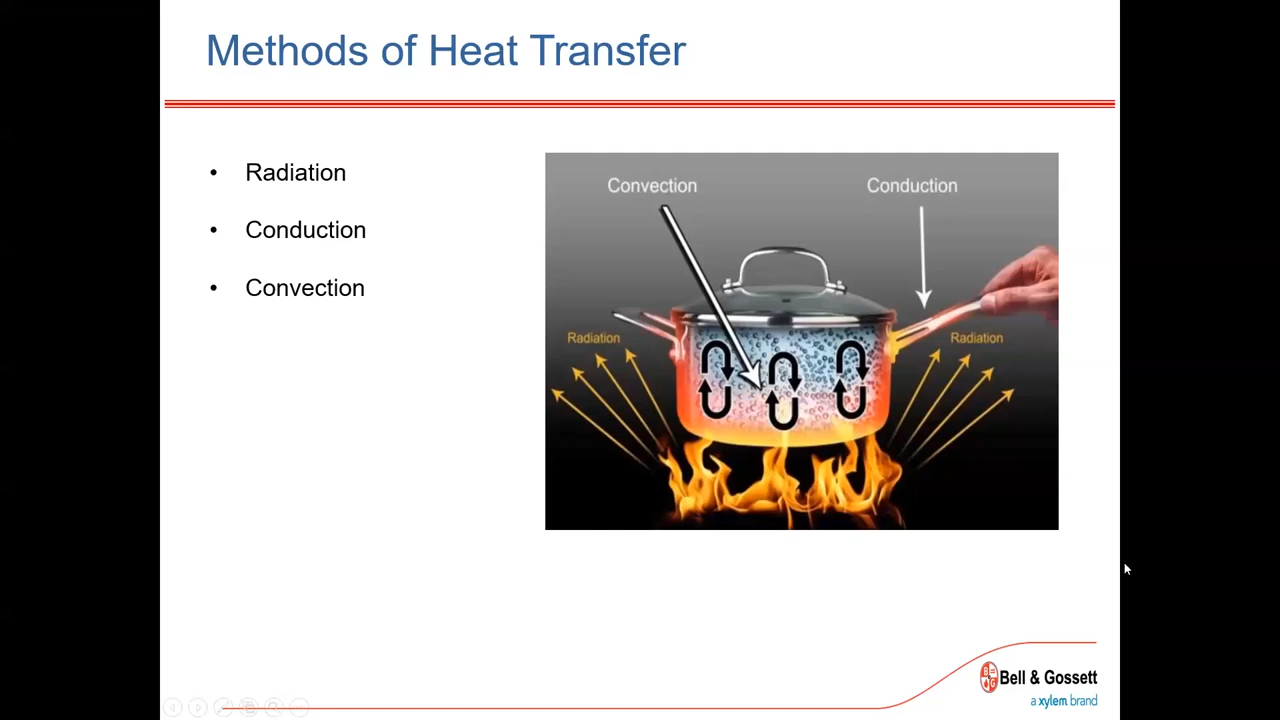 Methods of Heat Transfer
• Radiation
• Conduction
• Convection
Convection
Conduction
Radiation
Radiation
Bell & Gossett
a xylem brand